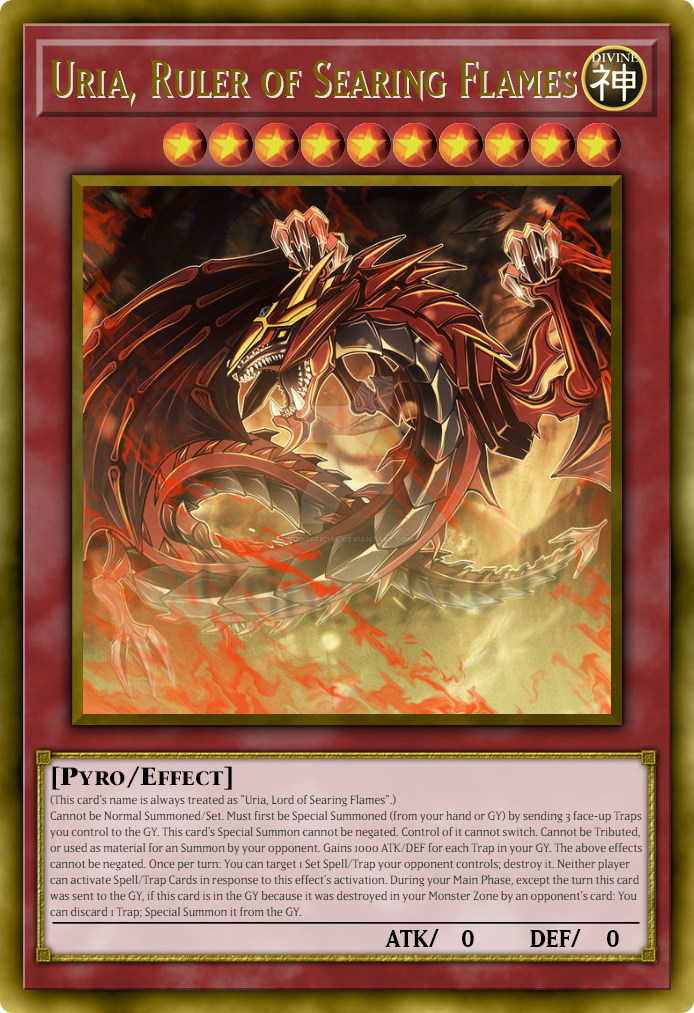 Uria, Ruler of Searing Flames
DIVINE
神
[Pyro/Effect]
(This card's name is always treated as "Uria, Lord of Searing Flames".)
Cannot be Normal Summoned/Set. Must first be Special Summoned (from your hand or GY) by sending 3 face-up Traps
you control to the GY. This card's Special Summon cannot be negated. Control of it cannot switch. Cannot be Tributed,
or used as material for an Summon by your opponent. Gains 1000 ATK/DEF for each Trap in your GY. The above effects
cannot be negated. Once per turn: You can target 1 Set Spell/Trap your opponent controls; destroy it. Neither player
can activate Spell/Trap Cards in response to this effect's activation. During your Main Phase, except the turn this card
was sent to the GY, if this card is in the GY because it was destroyed in your Monster Zone by an opponent's card: You
can discard 1 Trap; Special Summon it from the GY.
ATK/ 0 DEF/ 0